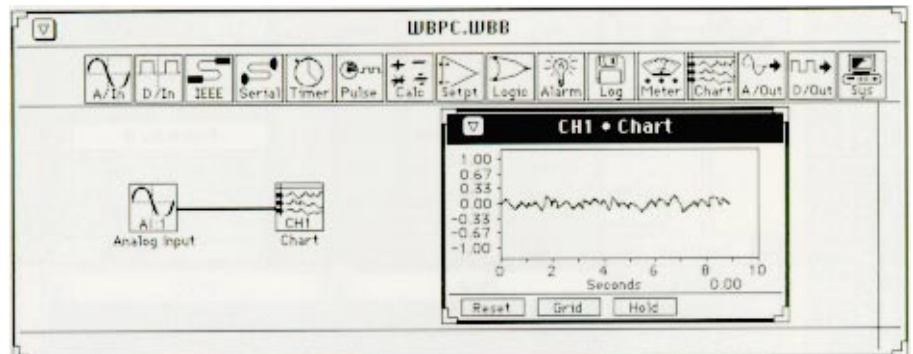 WBPC.WBB
A/In D/In IEEE Serial Timer Pulse Calc Setpt Logic Alarm Log Meter Chart A/Out D/Out Sys
CH1 • Chart
1.00
0.67
0.33
0.00
-0.33
-0.67
-1.00
0 2 4 6 8 10
Seconds 0.00
Reset Grid Hold
AI:1
Analog Input
CH1
Chart